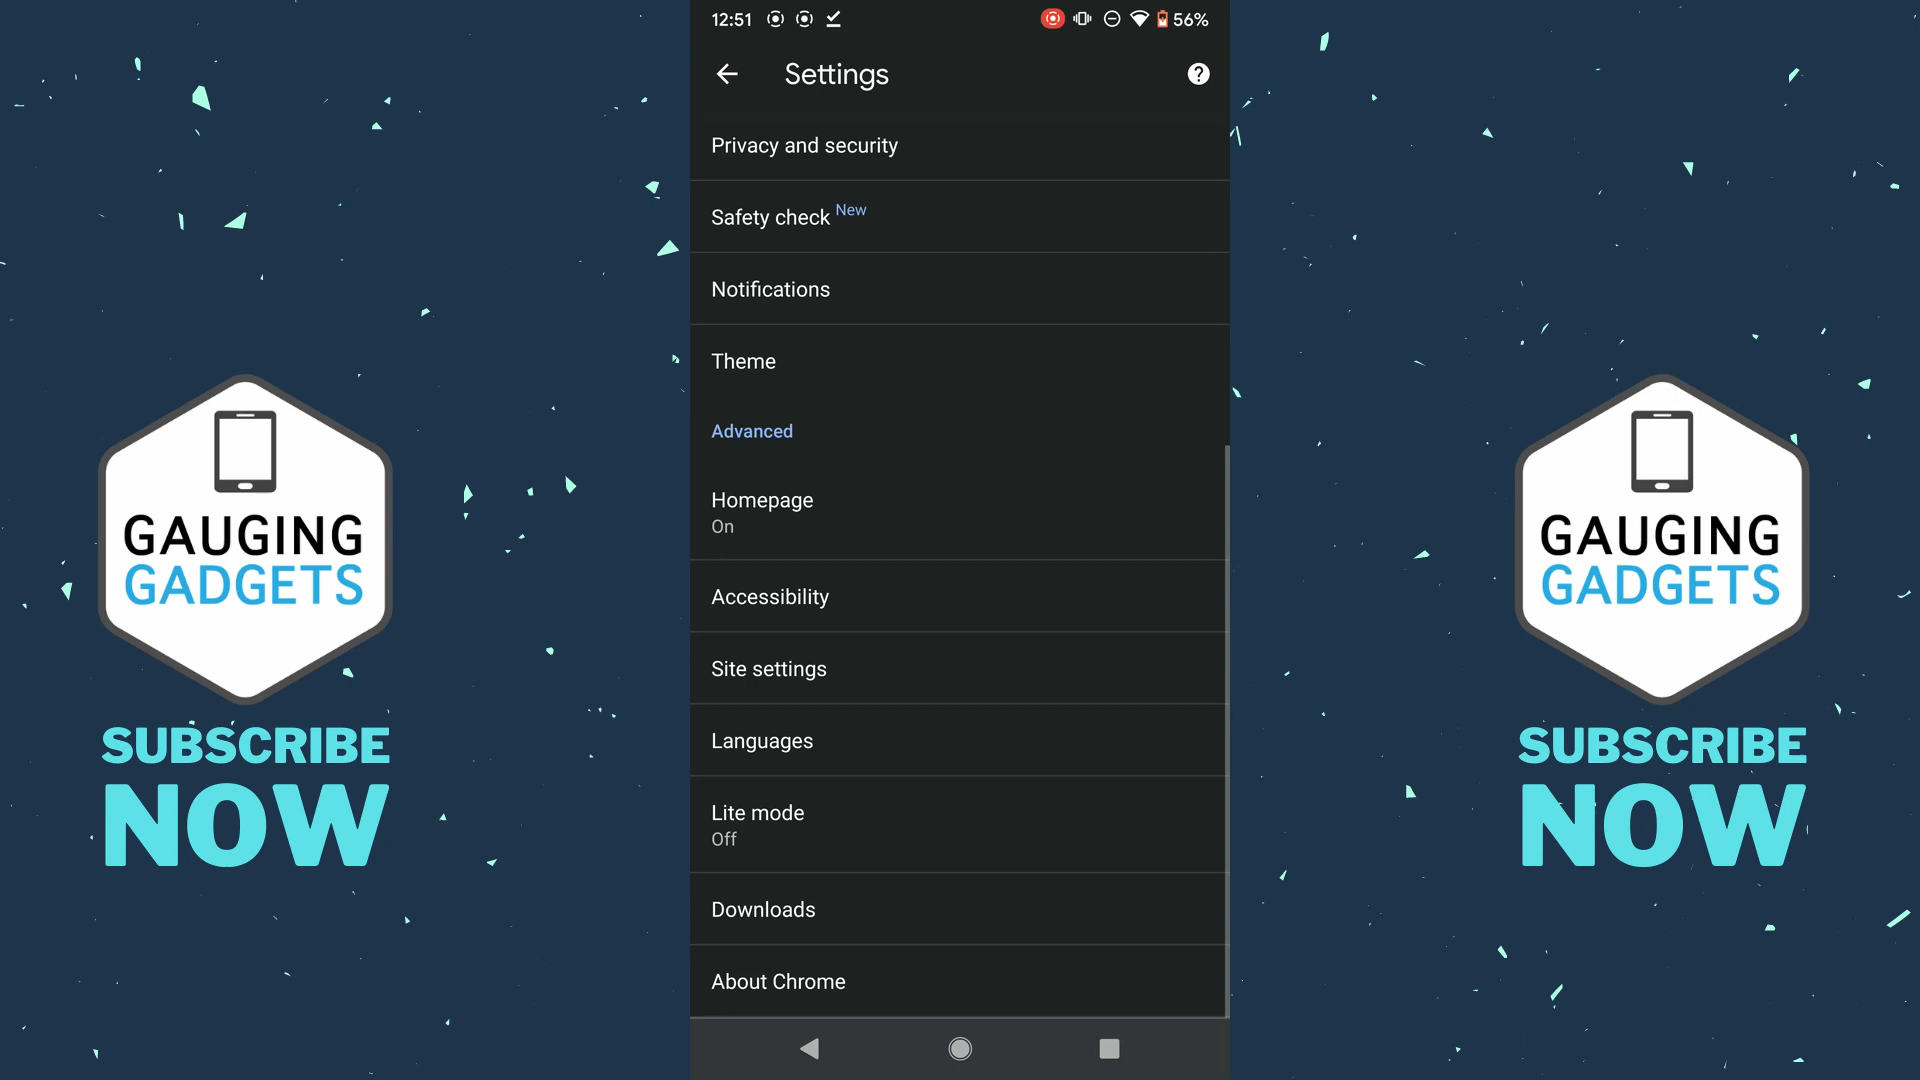 12:51
56%
Settings
Privacy and security
Safety check New
Notifications
Theme
Advanced
Homepage
On
Accessibility
Site settings
Languages
Lite mode
Off
Downloads
About Chrome
GAUGING
GADGETS
SUBSCRIBE
NOW
GAUGING
GADGETS
SUBSCRIBE
NOW